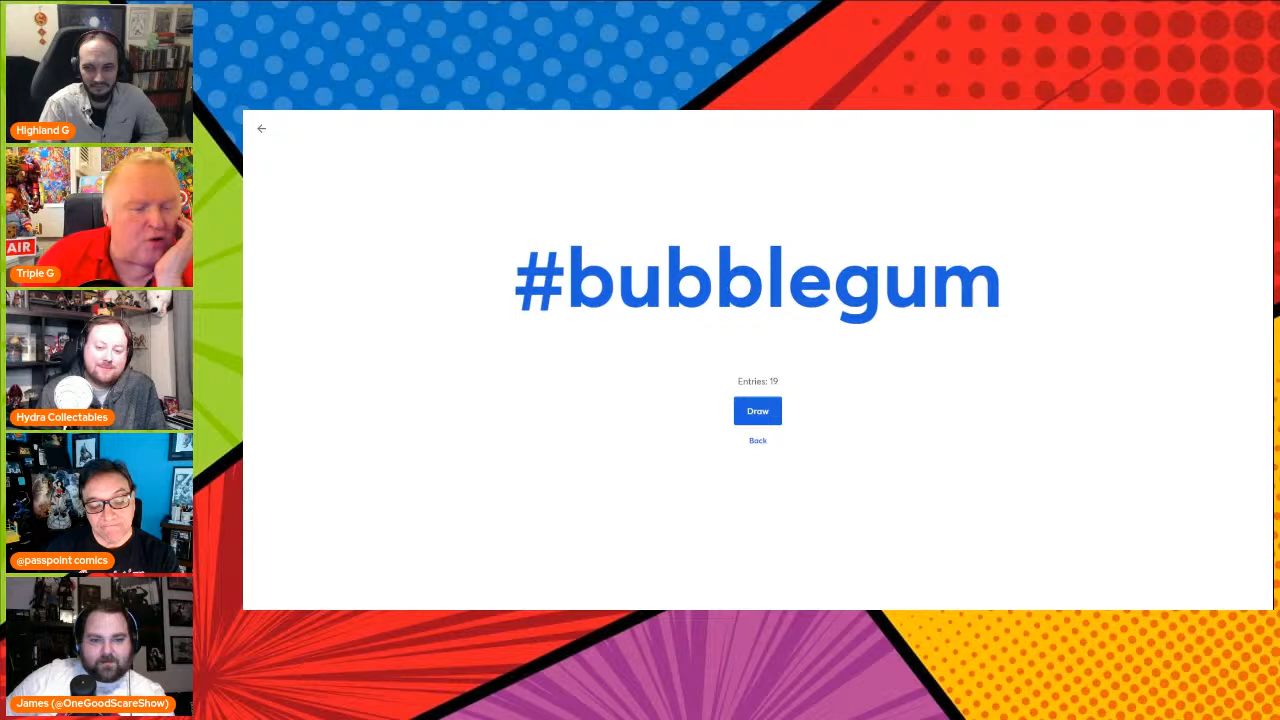 Highland G
AIR
Triple G
Hydra Collectables
@passpoint comics
James (@OneGoodScareShow)
#bubblegum
Entries: 19
Draw
Back